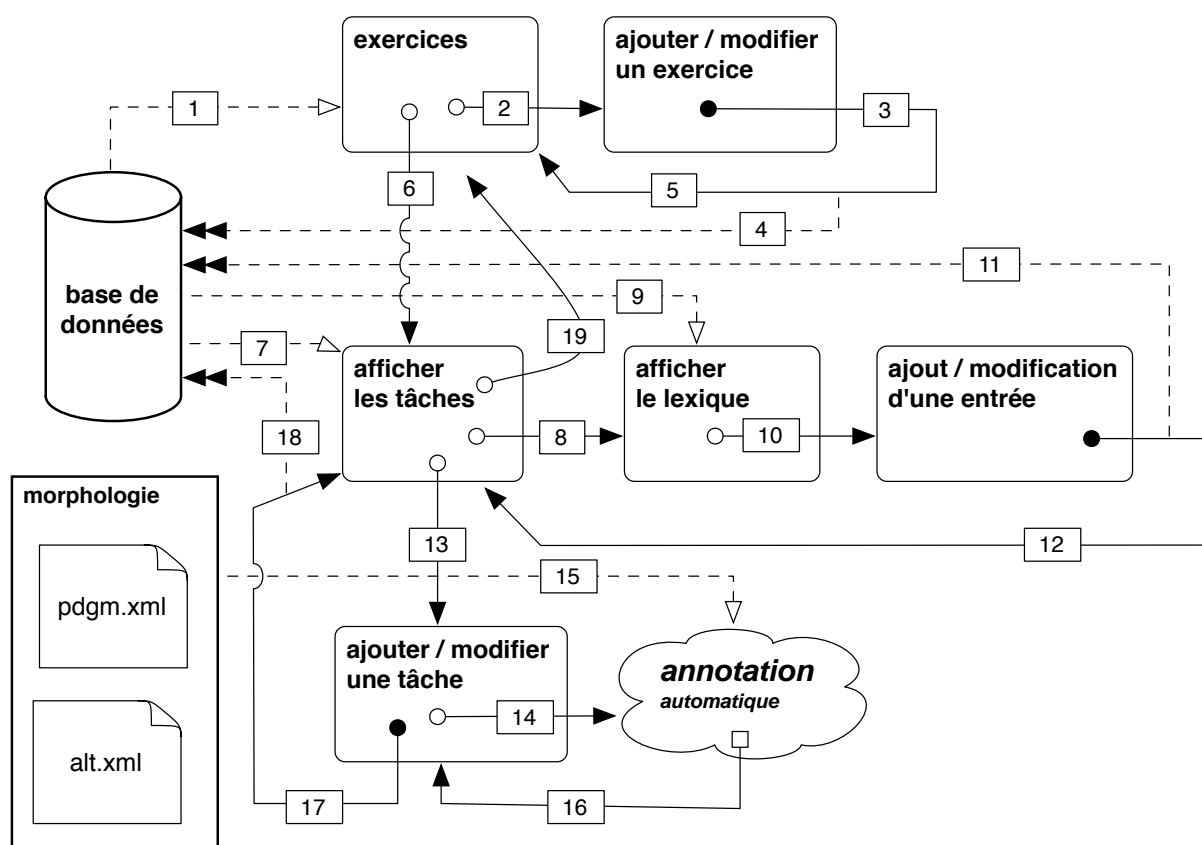 exercices
ajouter / modifier
un exercice
1
2
3
6
5
4
11
base de
données
9
19
7
afficher
les tâches
afficher
le lexique
ajout / modification
d'une entrée
18
8
10
morphologie
13
12
15
pdgm.xml
ajouter / modifier
une tâche
annotation
automatique
14
alt.xml
17
16